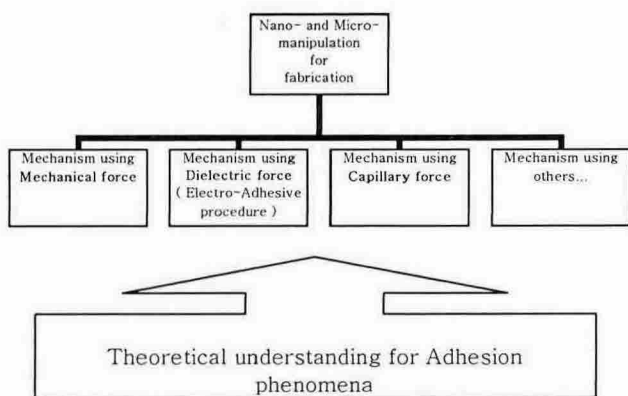 Nano- and Micro-
manipulation
for
fabrication
Mechanism using
Mechanical force
Mechanism using
Dielectric force
( Electro-Adhesive
procedure )
Mechanism using
Capillary force
Mechanism using
others...
Theoretical understanding for Adhesion
phenomena